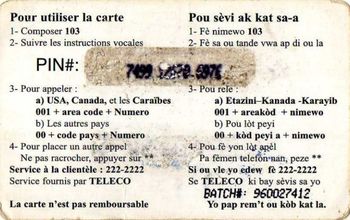 Pour utiliser la carte
1- Composer 103
2- Suivre les instructions vocales
PIN#:
3- Pour appeler :
a) USA, Canada, et les Caraïbes
001 + area code + Numero
b) Les autres pays
00 + code pays + Numero
4- Pour placer un autre appel
Ne pas racrocher, appuyer sur **
Service à la clientèle : 222-2222
Service fourni par TELECO
La carte n'est pas remboursable
Pou sèvi ak kat sa-a
1- Fè nimewo 103
2- Fè sa ou tande vwa ap di ou la
3- Pou rele :
a) Etazini–Kanada -Karayib
001 + areakòd + nimewo
b) Pou lòt peyi
00 + kòd peyi a + nimewo
4- Pou fè yon lòt apèl
Pa fèmen telefon-nan, peze **
Si ou vle yo edew fè 222-2222
Se TELECO ki bay sèvis sa yo
BATCH#: 960027412
Yo pap rem't ou kòb kat la.